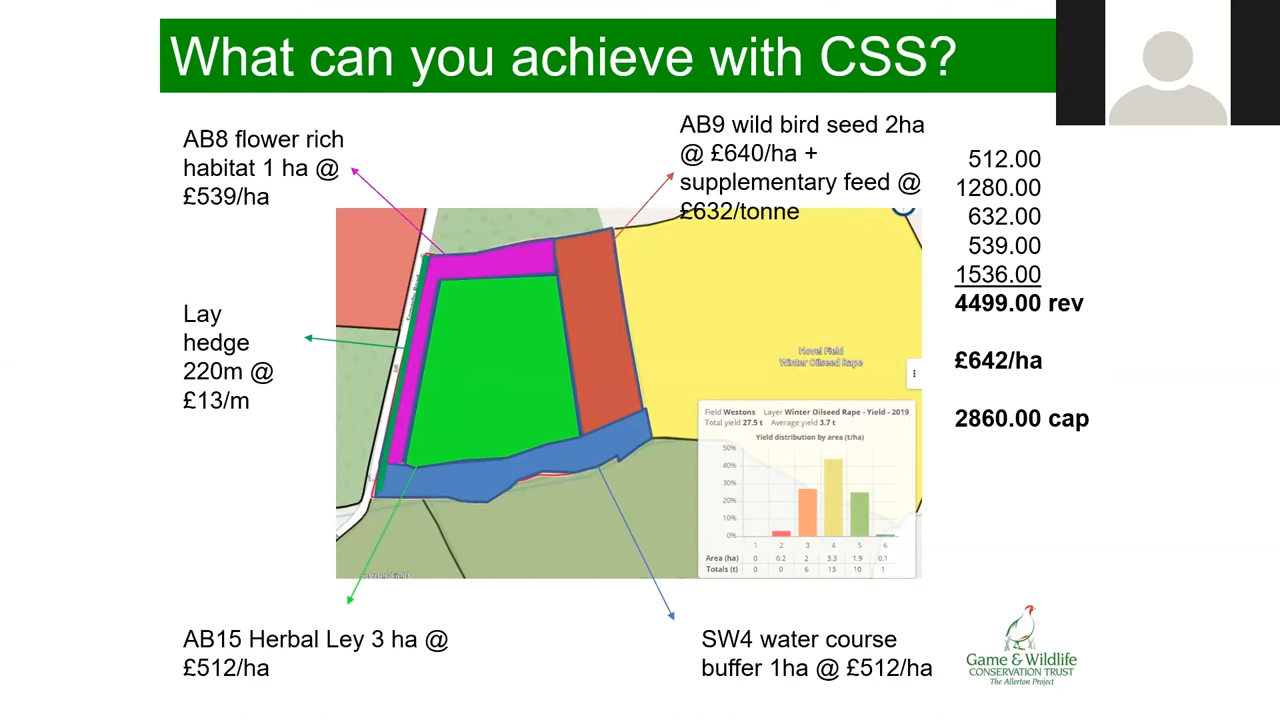 What can you achieve with CSS?
AB8 flower rich
habitat 1 ha @
£539/ha
AB9 wild bird seed 2ha
@ £640/ha +
supplementary feed @
£632/tonne
512.00
1280.00
632.00
539.00
1536.00
4499.00 rev
£642/ha
2860.00 cap
Lay
hedge
220m @
£13/m
Hovel Field
Winter Oilseed Rape
Field Westons Layer Winter Oilseed Rape - Yield - 2019
Total yield 27.5 t Average yield 3.7 t
Yield distribution by area (t/ha)
50%
40%
30%
20%
10%
0%
1 2 3 4 5 6
Area (ha) 0 0.2 2 3.3 1.9 0.1
Totals (t) 0 0 6 13 10 1
AB15 Herbal Ley 3 ha @
£512/ha
SW4 water course
buffer 1ha @ £512/ha
Game & Wildlife
CONSERVATION TRUST
The Allerton Project